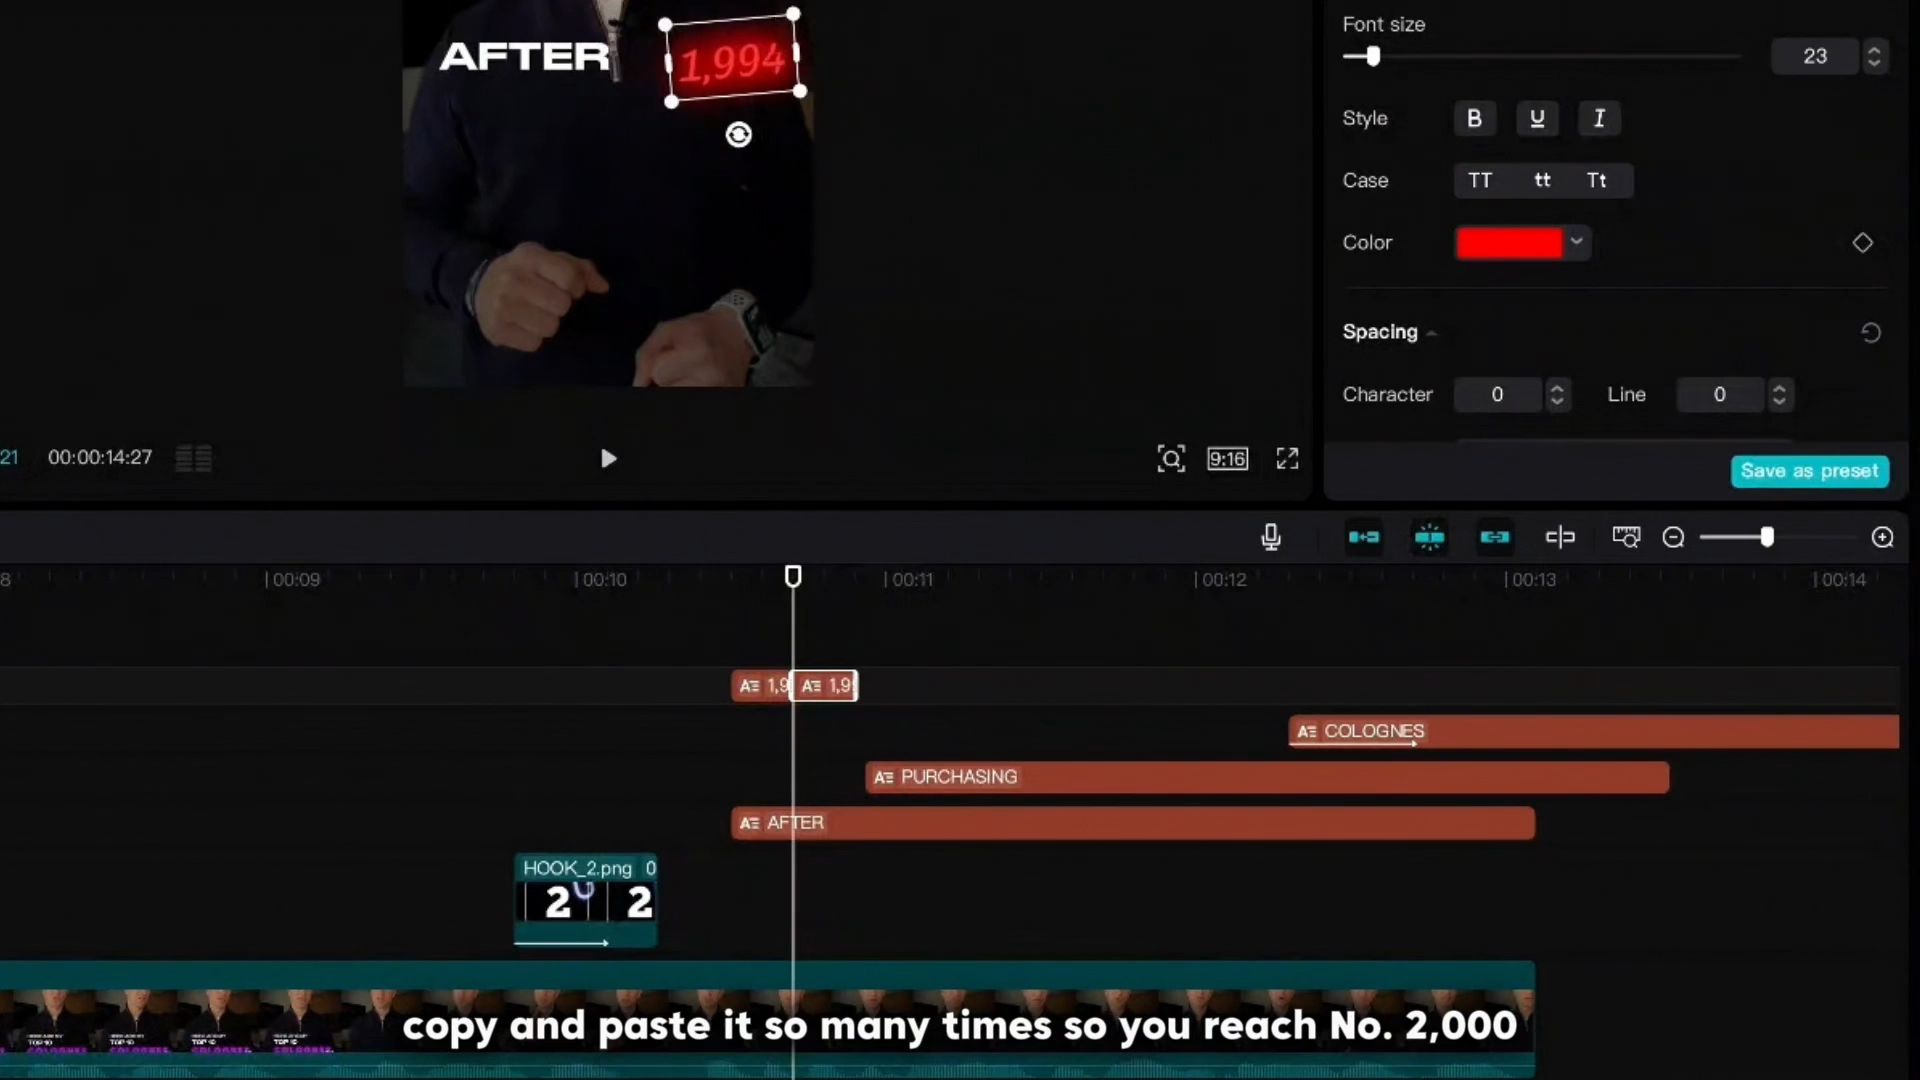 Font size
AFTER
1,994
23
Style B U I
Case TT tt Tt
Color
Spacing
Character 0 Line 0
21 00:00:14:27
9:16
Save as preset
8 00:09 00:10 00:11 00:12 00:13 00:14
1,9 1,9
COLOGNES
PURCHASING
AFTER
HOOK_2.png 0
2 2
copy and paste it so many times so you reach No. 2,000